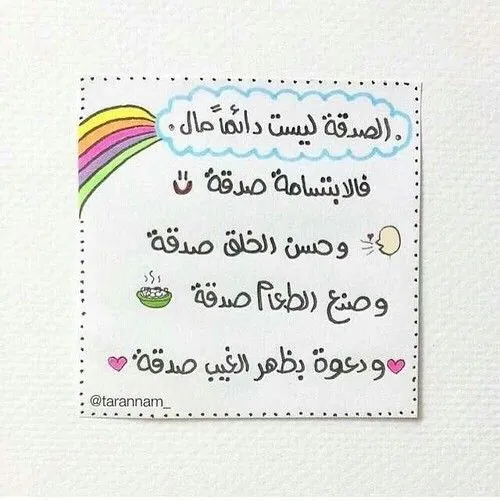 الصدقة ليست دائماً مال .
فالابتسامة صدقة
وحسن الخلق صدقة
وصنع الطعام صدقة
ودعوة بظهر الغيب صدقة
@tarannam_